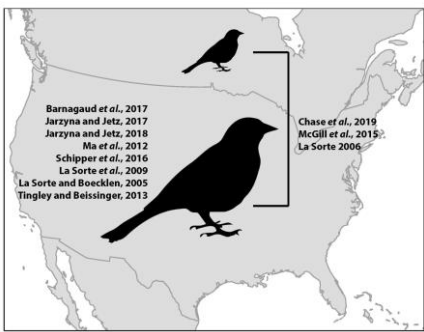 Barnagaud et al., 2017
Jarzyna and Jetz, 2017
Jarzyna and Jetz, 2018
Ma et al., 2012
Schipper et al., 2016
La Sorte et al., 2009
La Sorte and Boecklen, 2005
Tingley and Beissinger, 2013
Chase et al., 2019
McGill et al., 2015
La Sorte 2006